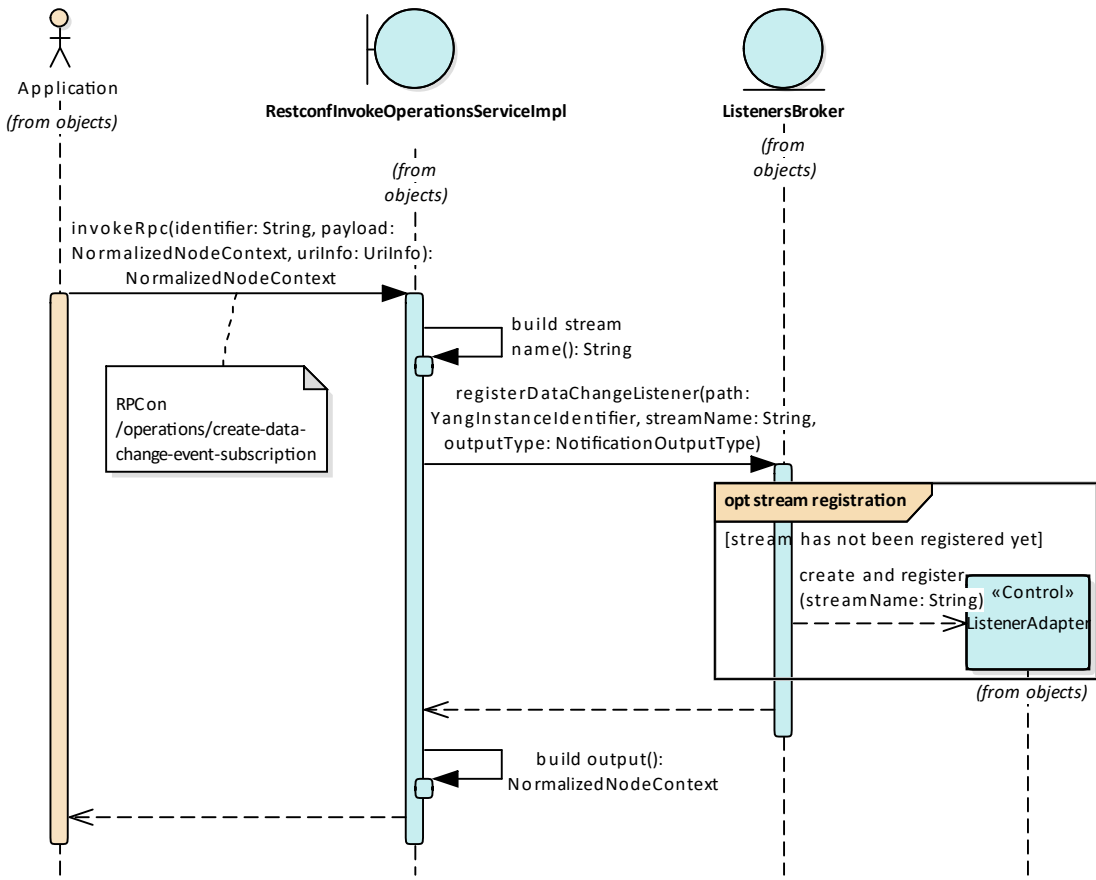 Application
(from objects)
RestconfInvokeOperationsServiceImpl
(from
objects)
ListenersBroker
(from
objects)
invokeRpc(identifier: String, payload:
NormalizedNodeContext, uriInfo: UriInfo):
NormalizedNodeContext
build stream
name(): String
RPC on
/operations/create-data-
change-event-subscription
registerDataChangeListener(path:
YangInstanceIdentifier, streamName: String,
outputType: NotificationOutputType)
opt stream registration
[stream has not been registered yet]
create and register
(streamName: String)
«Control»
ListenerAdapter
(from objects)
build output():
NormalizedNodeContext